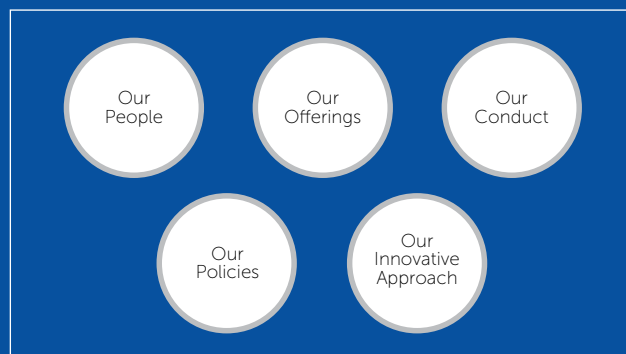 Our
People
Our
Offerings
Our
Conduct
Our
Policies
Our
Innovative
Approach